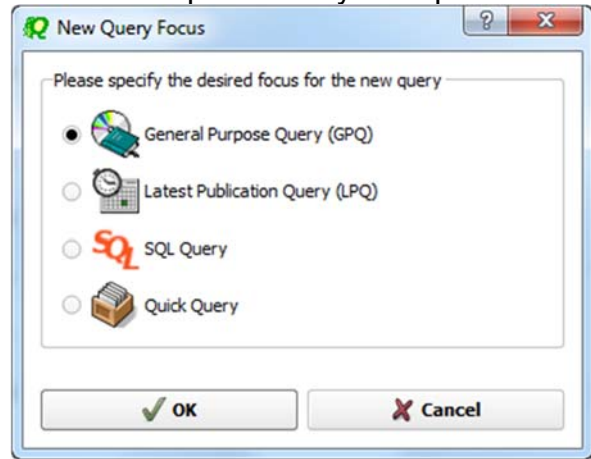 New Query Focus
Please specify the desired focus for the new query
General Purpose Query (GPQ)
Latest Publication Query (LPQ)
SQL SQL Query
Quick Query
OK Cancel